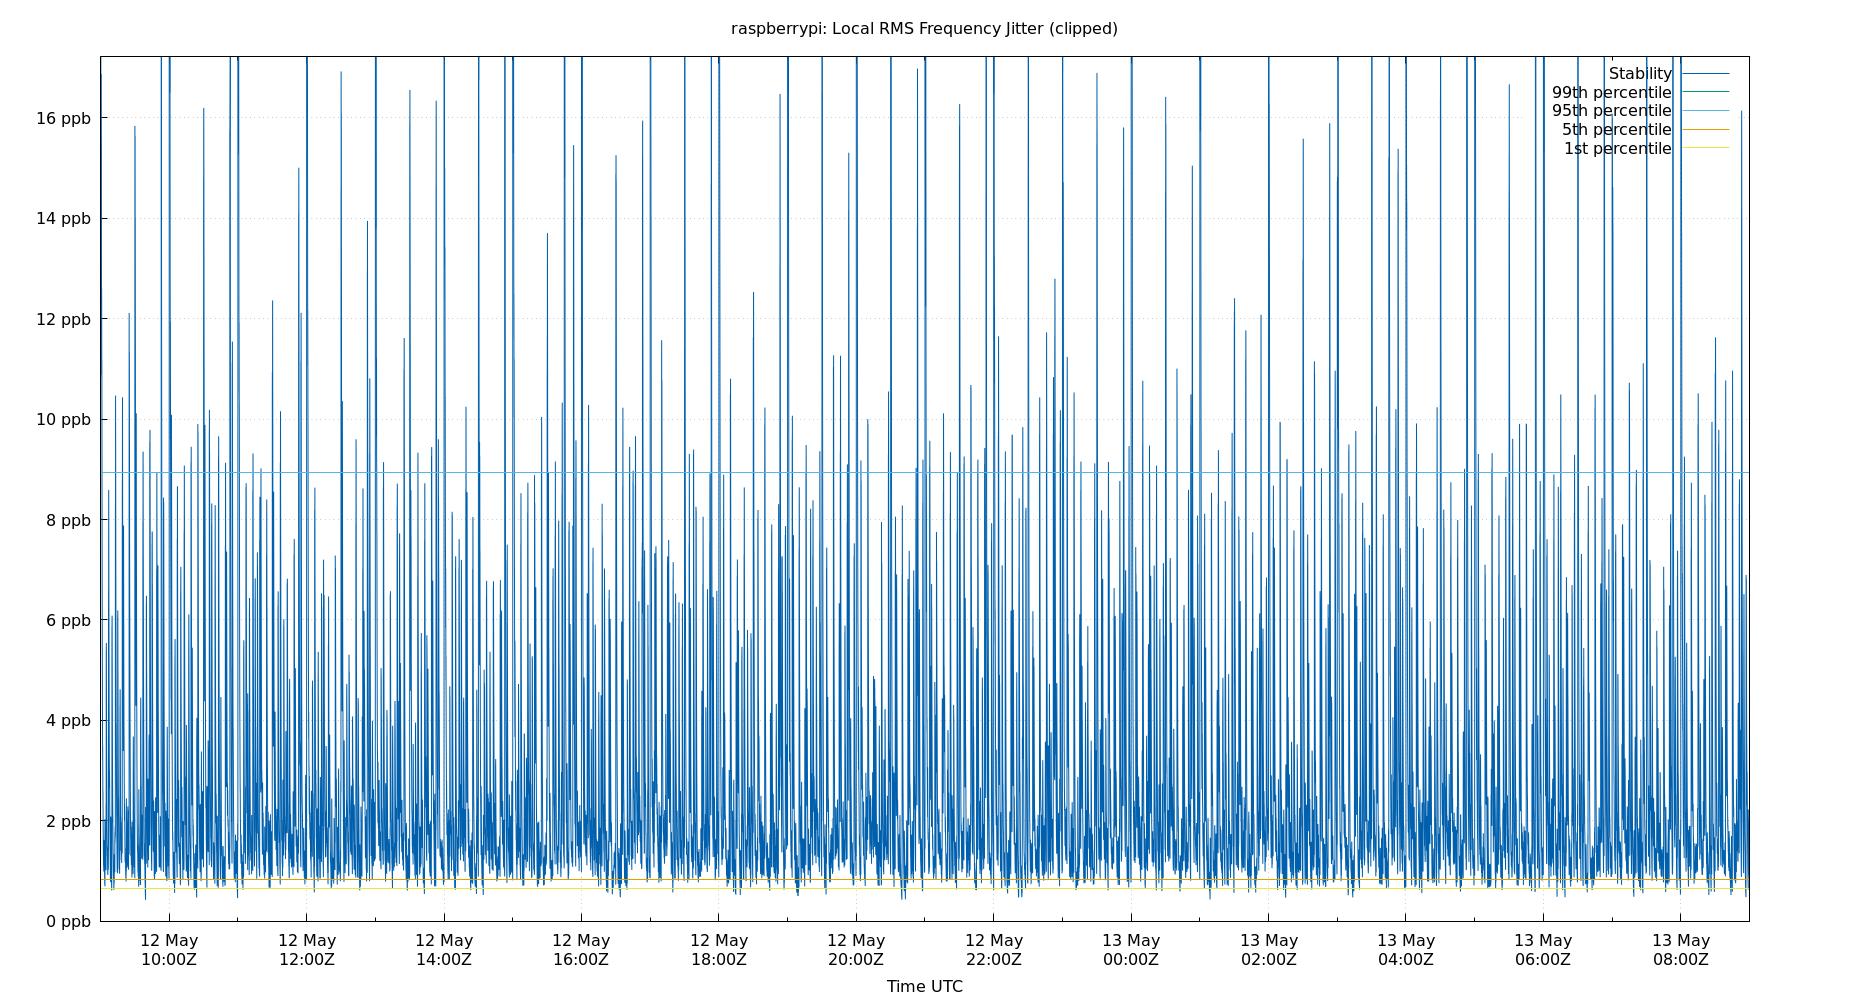 raspberrypi: Local RMS Frequency Jitter (clipped)
Stability
99th percentile
95th percentile
5th percentile
1st percentile
16 ppb
14 ppb
12 ppb
10 ppb
8 ppb
6 ppb
4 ppb
2 ppb
0 ppb
12 May 12 May 12 May 12 May 12 May 12 May 12 May 13 May 13 May 13 May 13 May 13 May
10:00Z 12:00Z 14:00Z 16:00Z 18:00Z 20:00Z 22:00Z 00:00Z 02:00Z 04:00Z 06:00Z 08:00Z
Time UTC